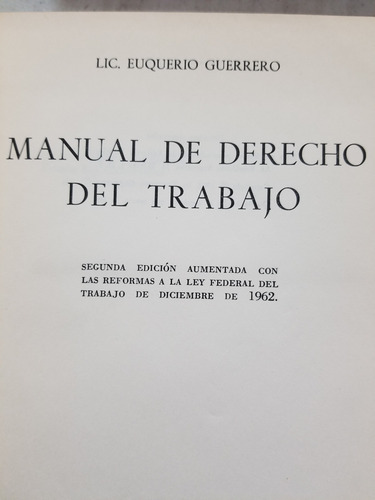 LIC. EUQUERIO GUERRERO
MANUAL DE DERECHO
DEL TRABAJO
SEGUNDA EDICIÓN AUMENTADA CON
LAS REFORMAS A LA LEY FEDERAL DEL
TRABAJO DE DICIEMBRE DE 1962.